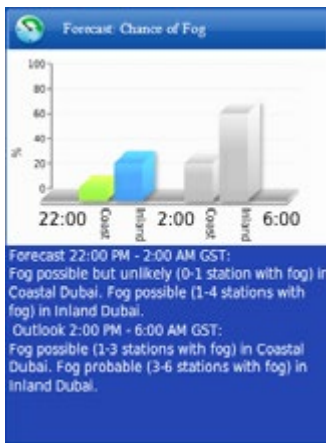 Forecast: Chance of Fog
100
80
60
40
20
0
%
22:00 Coast Inland 2:00 Coast Inland 6:00
Forecast 22:00 PM - 2:00 AM GST:
Fog possible but unlikely (0-1 station with fog) in
Coastal Dubai. Fog possible (1-4 stations with
fog) in Inland Dubai.
Outlook 2:00 PM - 6:00 AM GST:
Fog possible (1-3 stations with fog) in Coastal
Dubai. Fog probable (3-6 stations with fog) in
Inland Dubai.